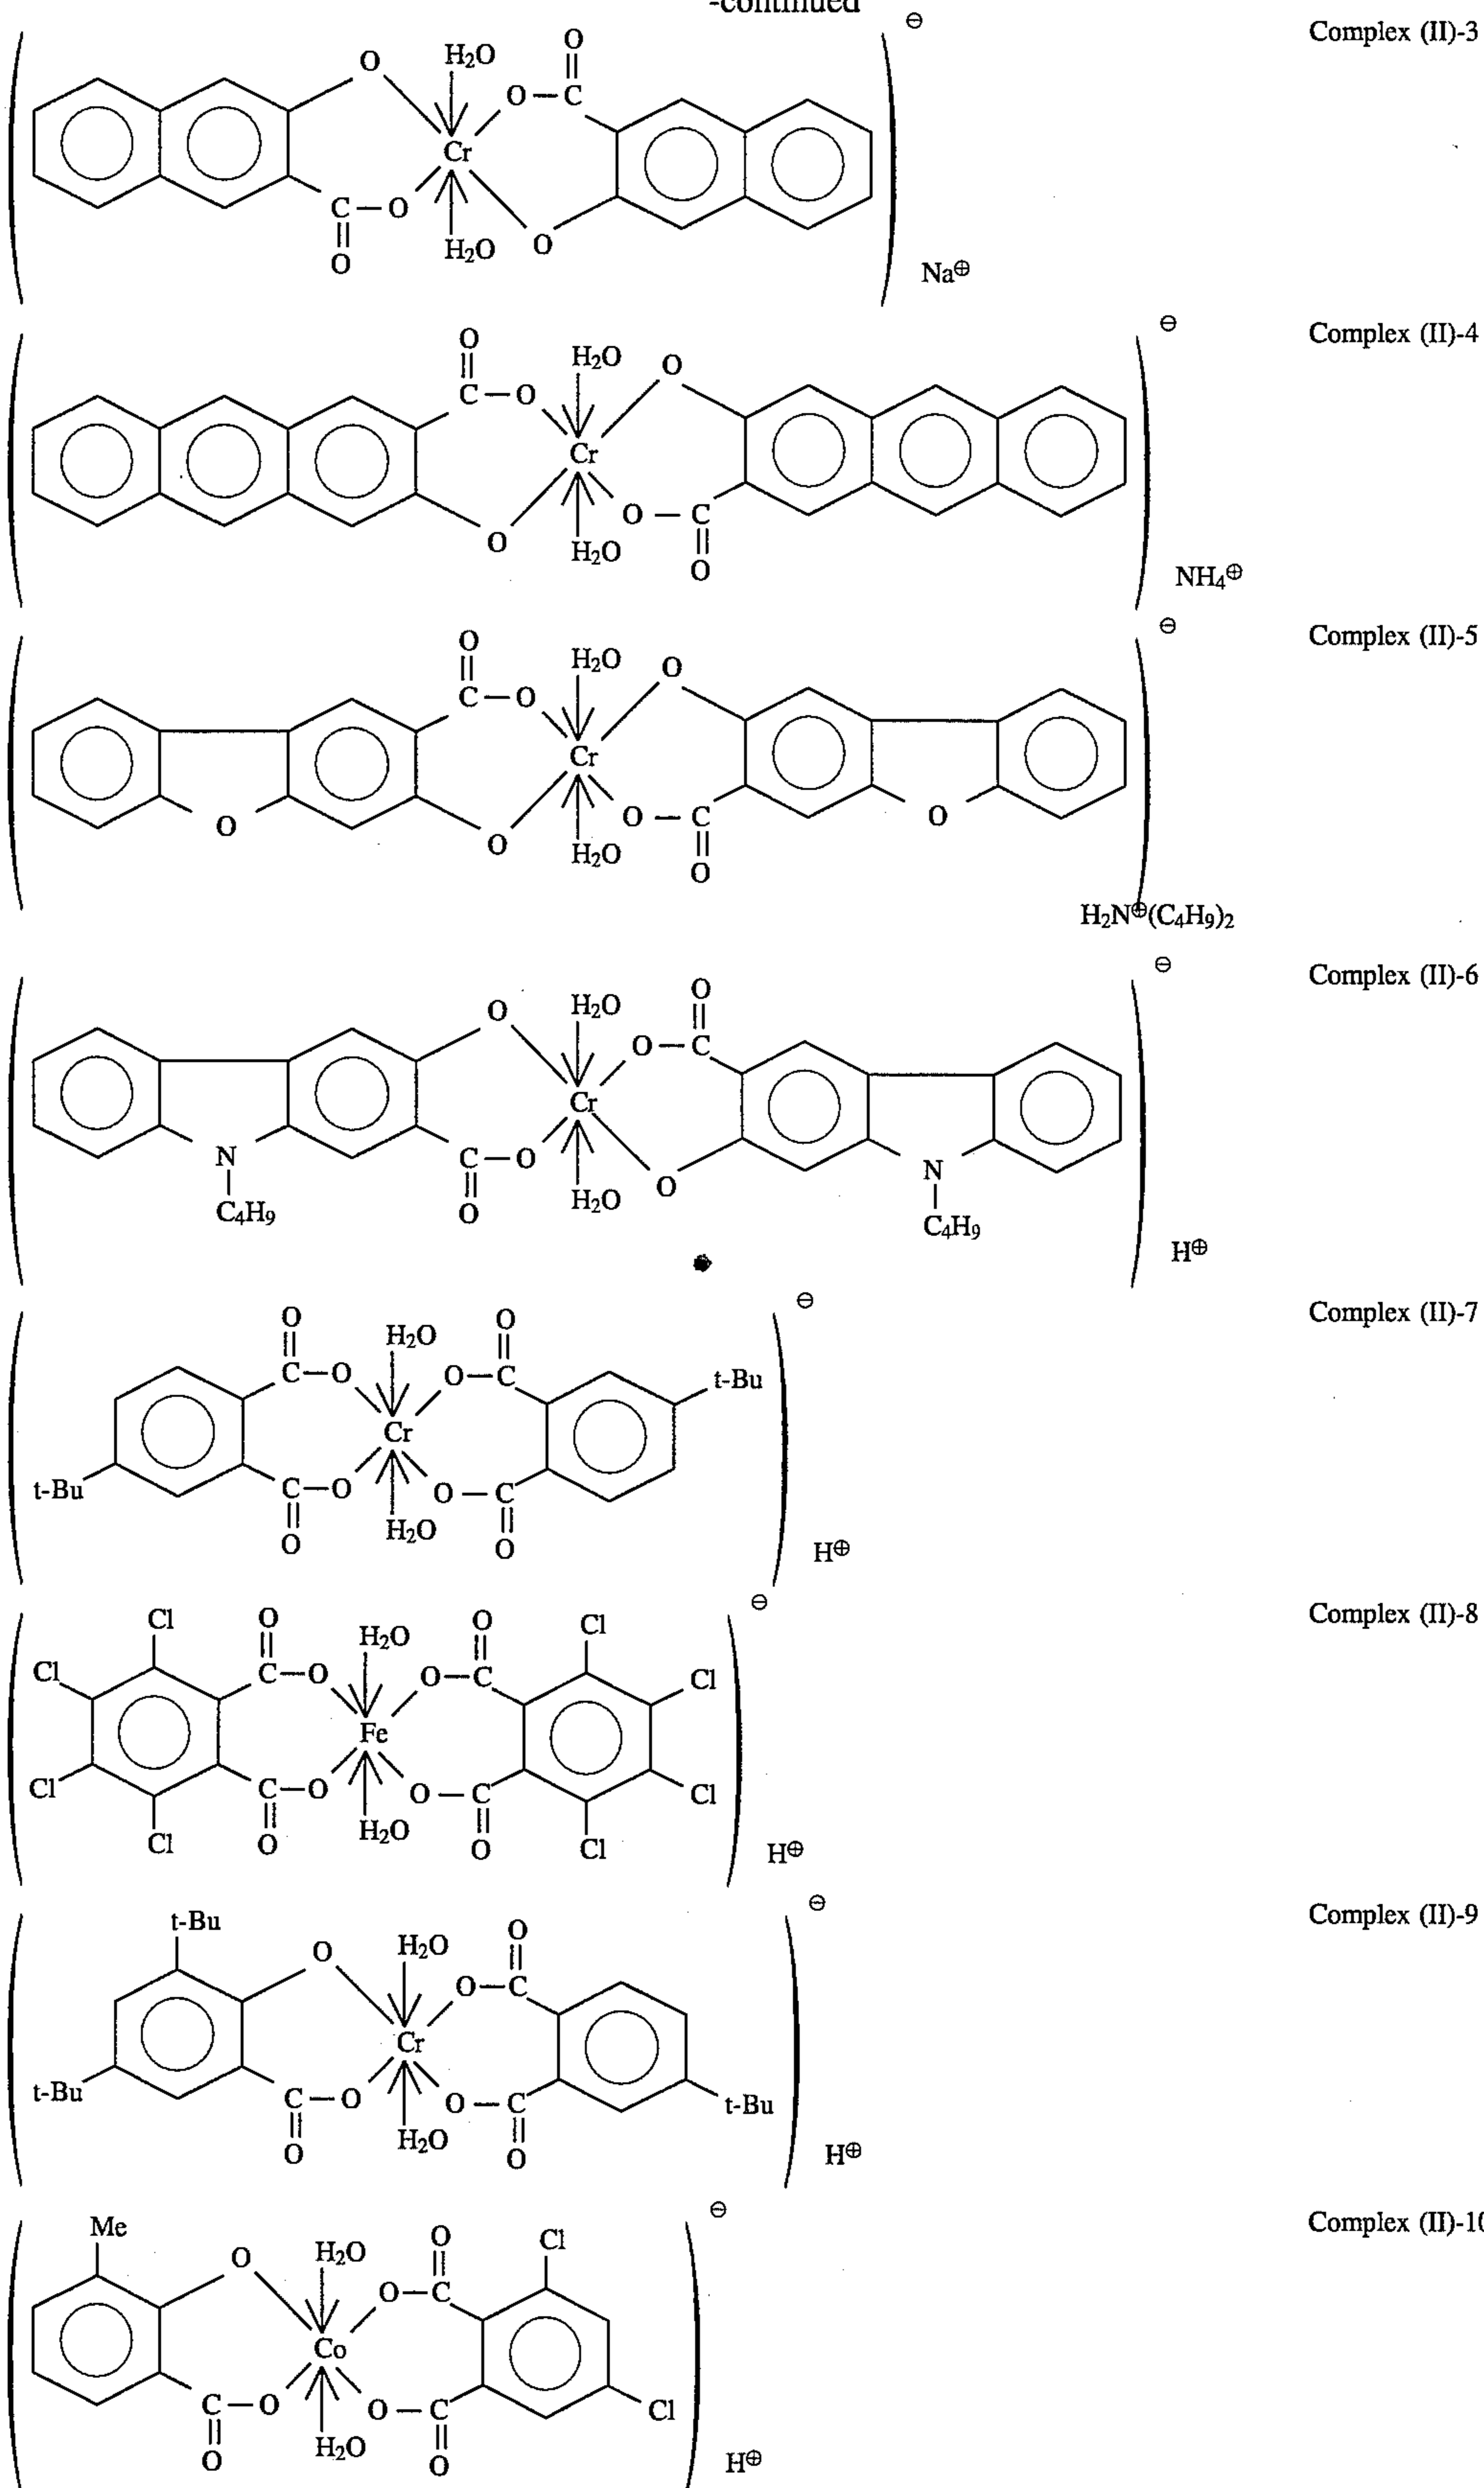 -continued
Complex (II)-3
⊖
O H₂O O
O—C
Cr
C—O
O H₂O O
Na⊕
Complex (II)-4
⊖
O H₂O O
C—O
Cr
O—C
O H₂O O
NH₄⊕
Complex (II)-5
⊖
O H₂O O
C—O
Cr
O O—C O
O H₂O O
H₂N⊕(C₄H₉)₂
Complex (II)-6
⊖
O H₂O O
O—C
Cr
N C—O N
O H₂O O
C₄H₉ C₄H₉
H⊕
Complex (II)-7
⊖
O H₂O O
C—O O—C t-Bu
Cr
t-Bu C—O O—C
O H₂O O
H⊕
Complex (II)-8
⊖
Cl O H₂O O Cl
Cl C—O O—C Cl
Fe
Cl C—O O—C Cl
Cl O H₂O O Cl
H⊕
Complex (II)-9
⊖
t-Bu O H₂O O
O—C
Cr
t-Bu C—O O—C t-Bu
O H₂O O
H⊕
Complex (II)-10
⊖
Me O H₂O O Cl
O—C
Co
C—O O—C Cl
O H₂O O
H⊕